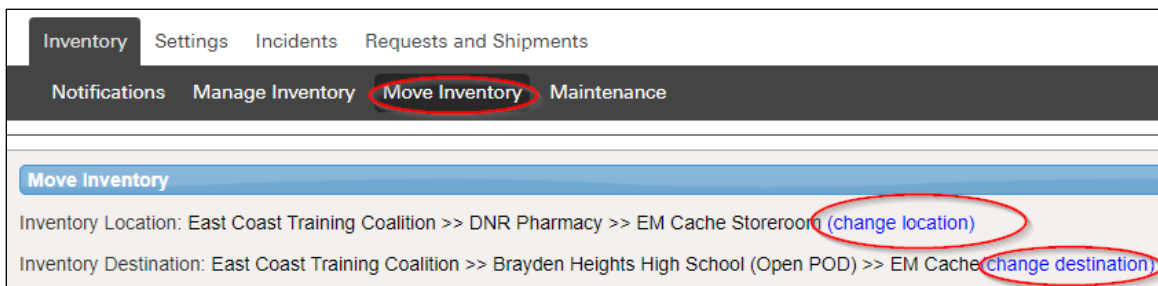 Inventory Settings Incidents Requests and Shipments
Notifications Manage Inventory Move Inventory Maintenance
Move Inventory
Inventory Location: East Coast Training Coalition >> DNR Pharmacy >> EM Cache Storeroom (change location)
Inventory Destination: East Coast Training Coalition >> Brayden Heights High School (Open POD) >> EM Cache (change destination)